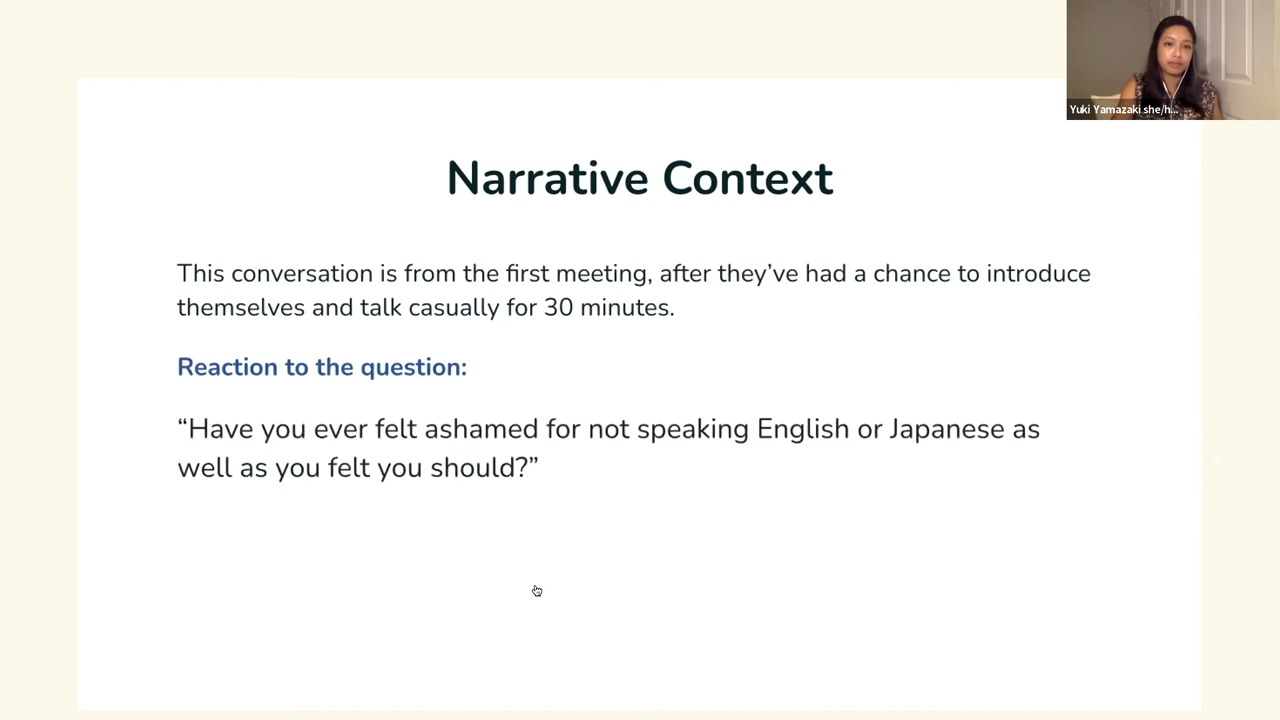 Yuki Yamazaki she/h...
Narrative Context
This conversation is from the first meeting, after they’ve had a chance to introduce
themselves and talk casually for 30 minutes.
Reaction to the question:
“Have you ever felt ashamed for not speaking English or Japanese as
well as you felt you should?”